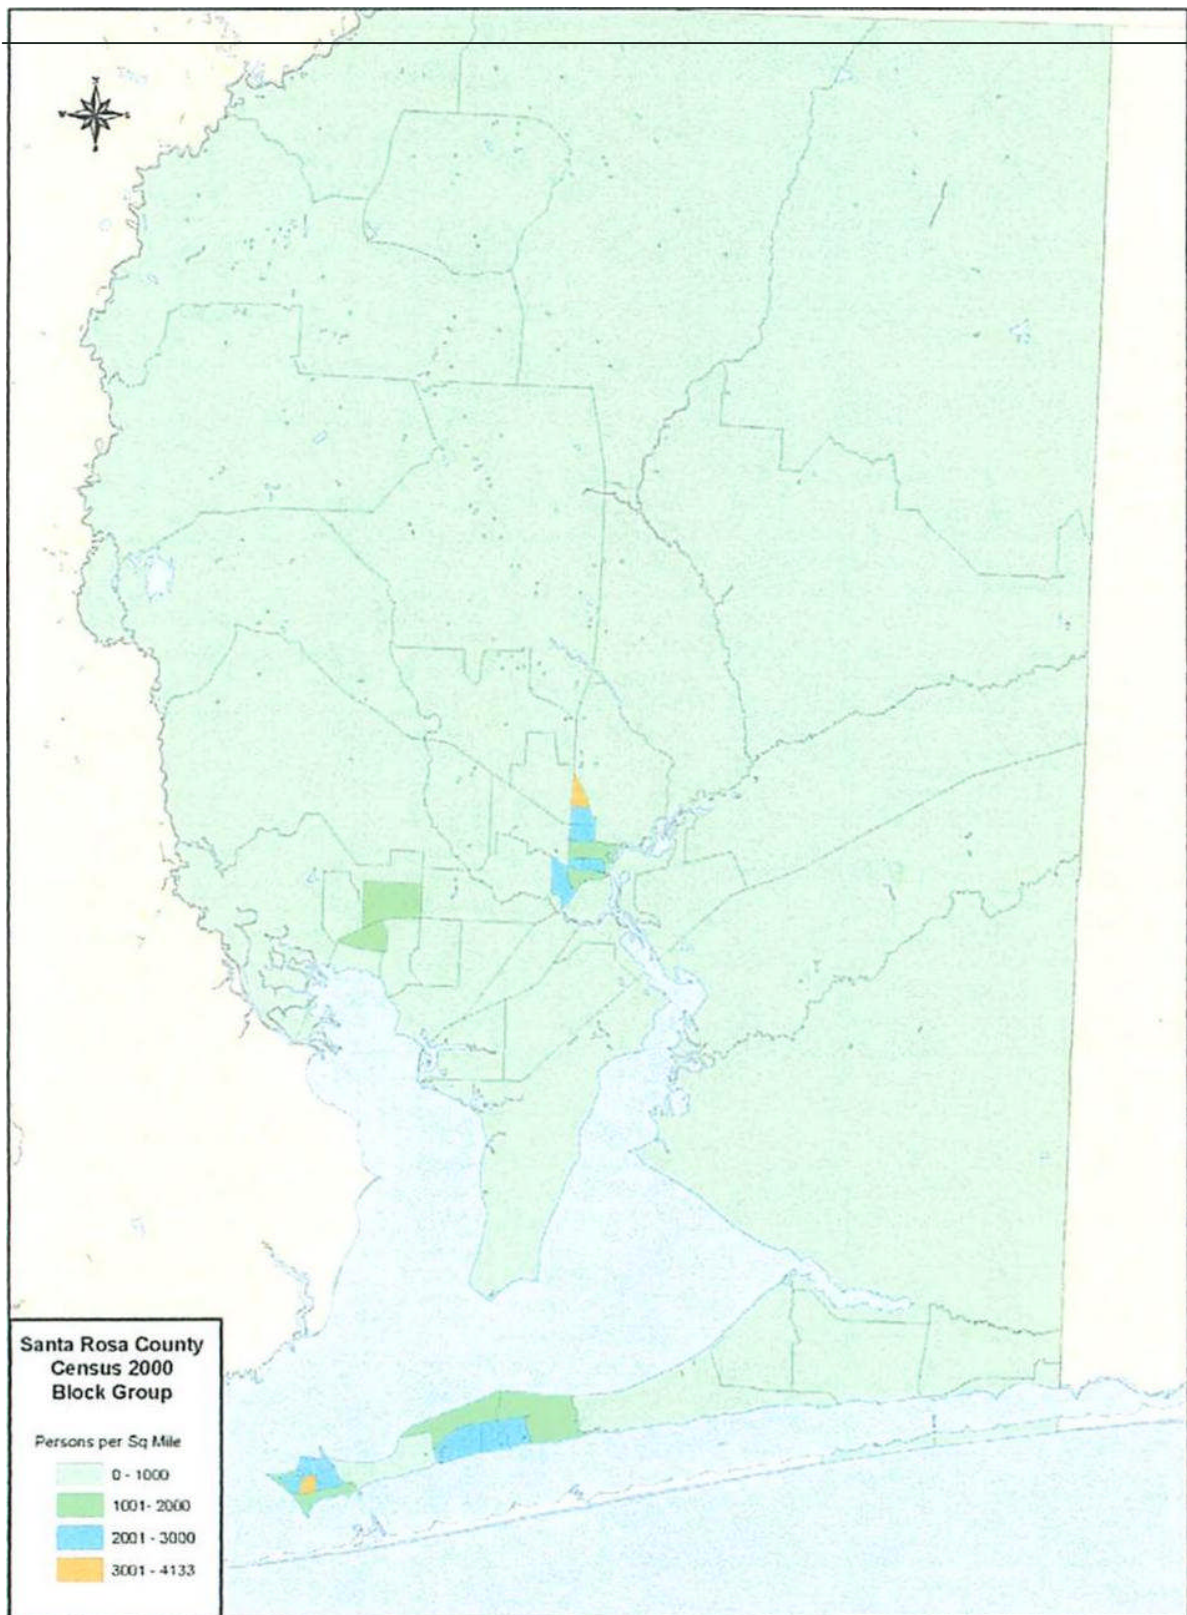 Santa Rosa County
Census 2000
Block Group
Persons per Sq Mile
0 - 1000
1001- 2000
2001 - 3000
3001 - 4133